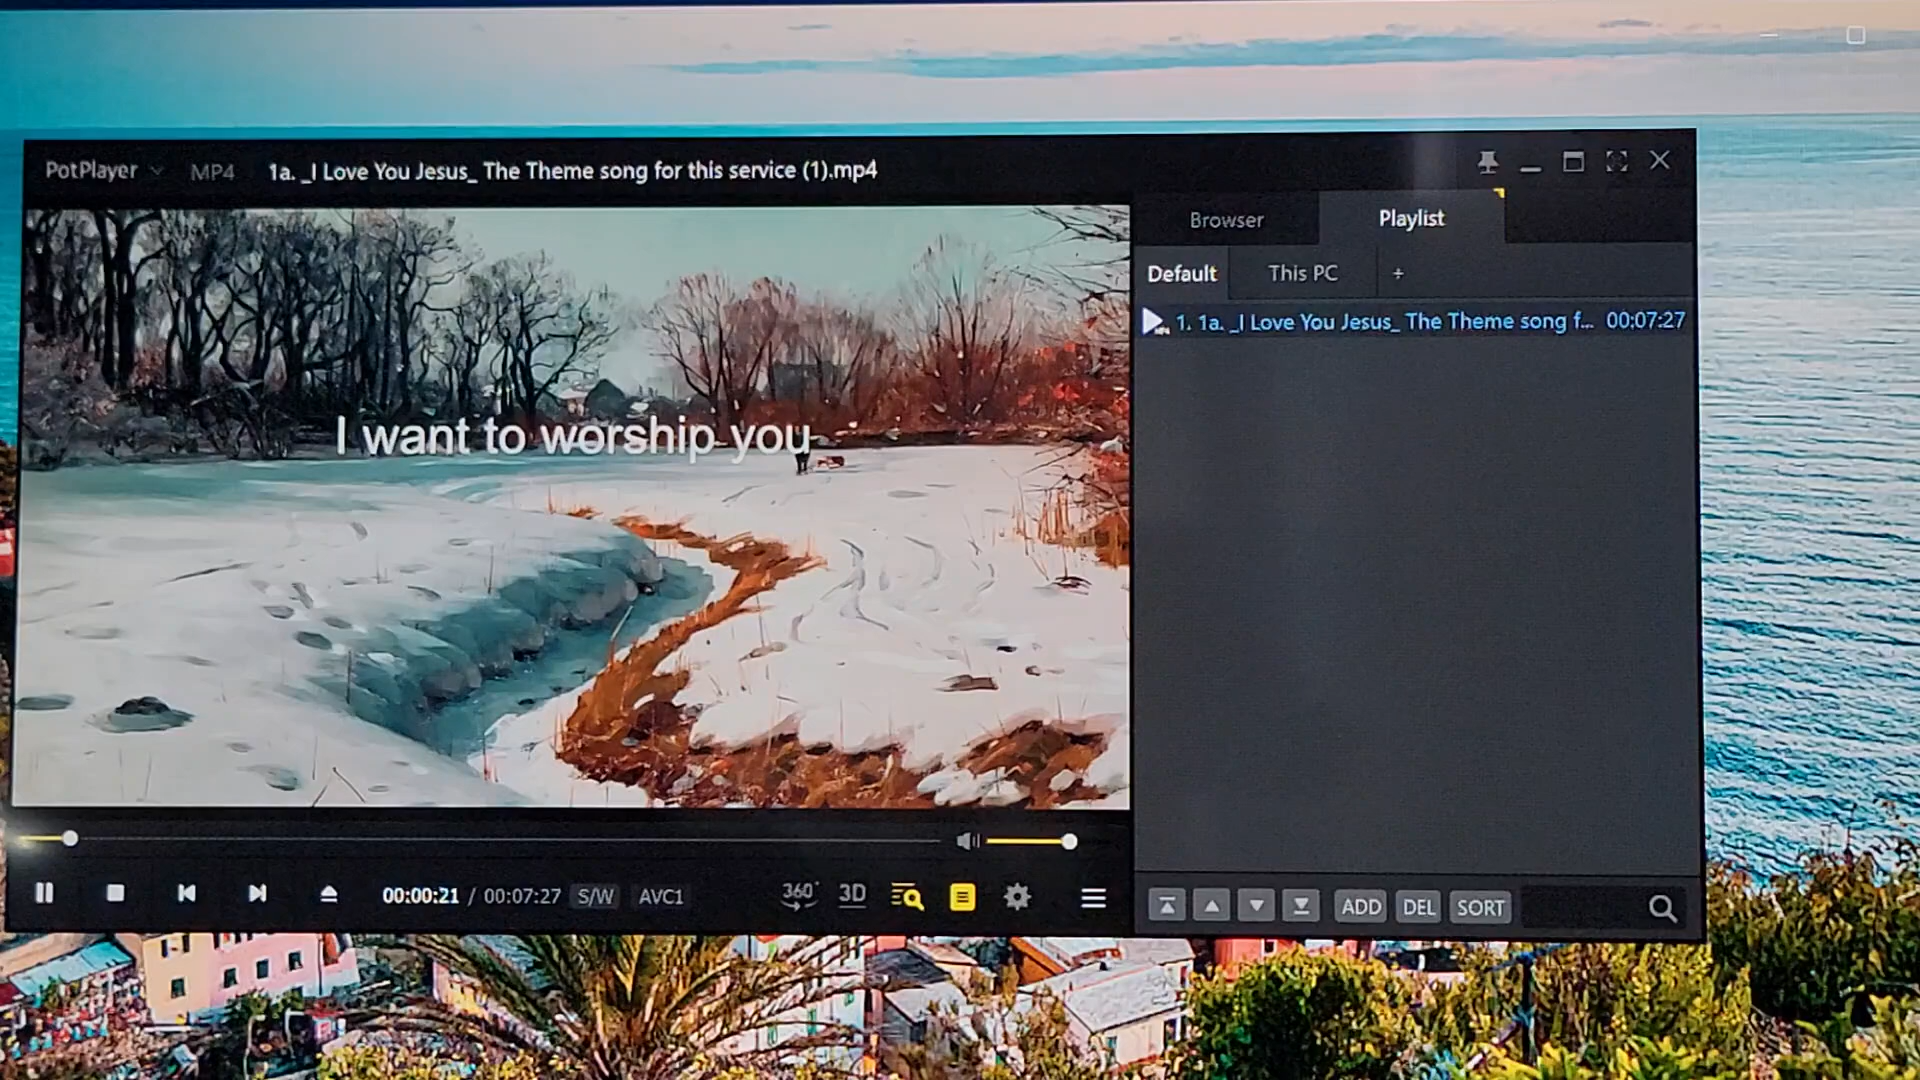 PotPlayer MP4 1a. _I Love You Jesus_ The Theme song for this service (1).mp4
Browser Playlist
Default This PC +
1. 1a. _I Love You Jesus_ The Theme song f... 00:07:27
I want to worship you
00:00:21 / 00:07:27 S/W AVC1 360° 3D
ADD DEL SORT